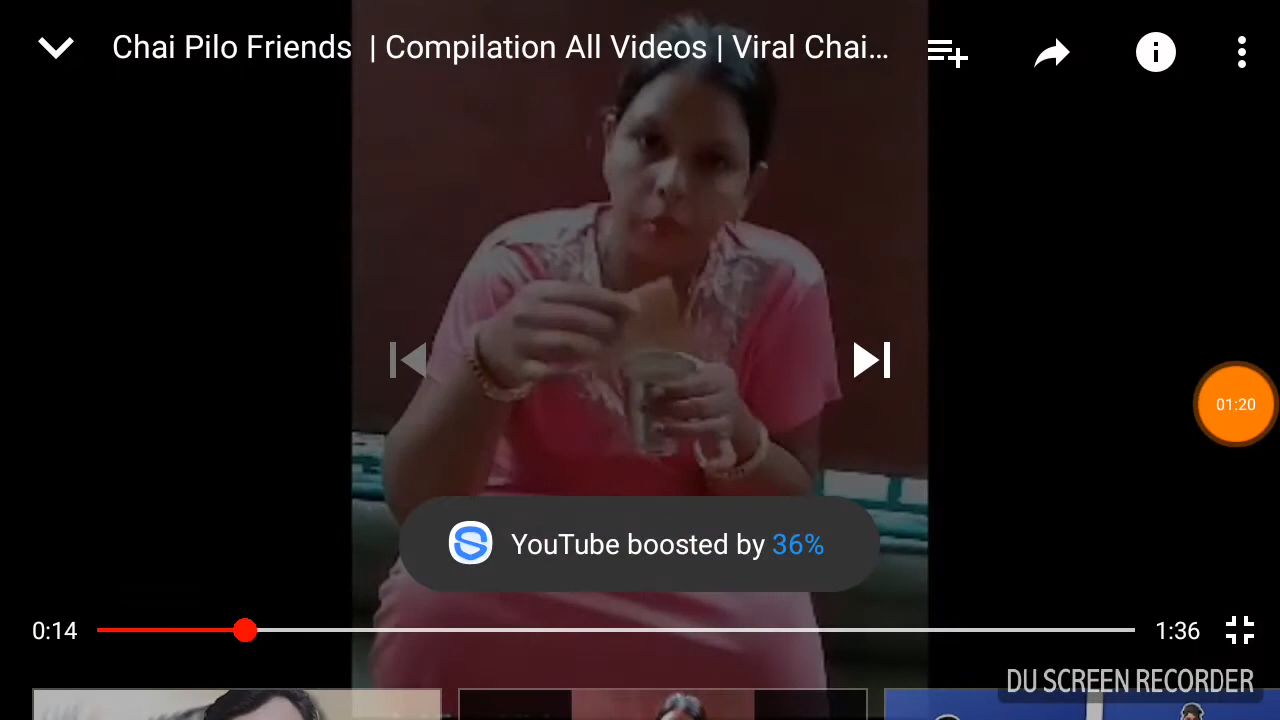 Chai Pilo Friends | Compilation All Videos | Viral Chai...
01:20
YouTube boosted by 36%
0:14
1:36
DU SCREEN RECORDER